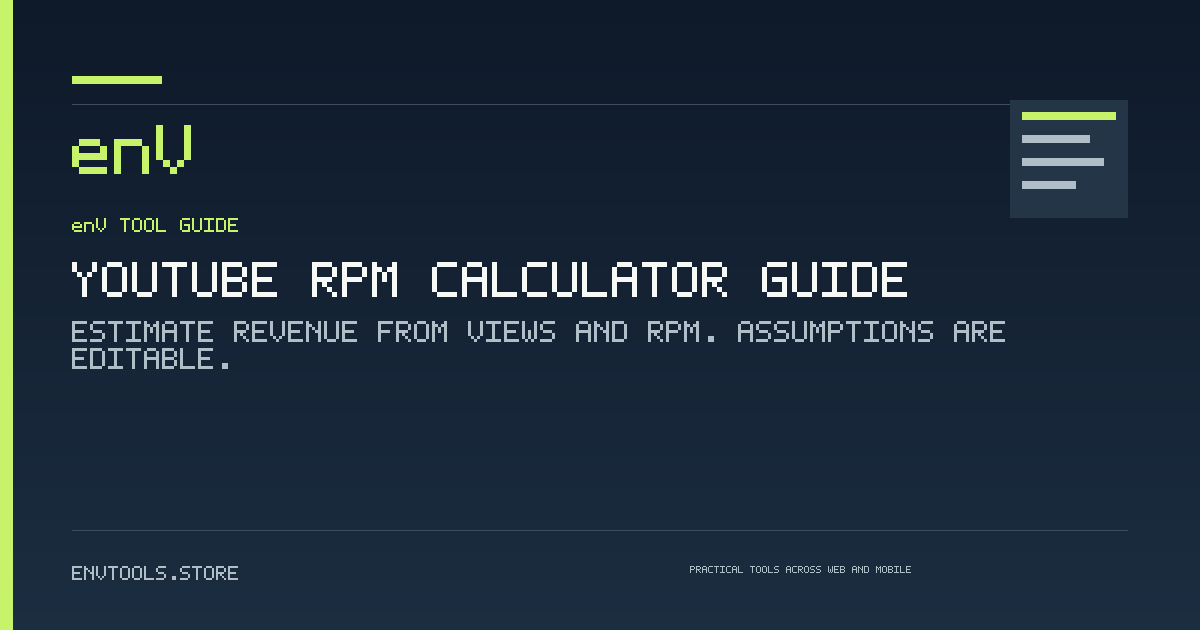 enV
enV TOOL GUIDE
YOUTUBE RPM CALCULATOR GUIDE
ESTIMATE REVENUE FROM VIEWS AND RPM. ASSUMPTIONS ARE
EDITABLE.
ENVTOOLS.STORE
PRACTICAL TOOLS ACROSS WEB AND MOBILE